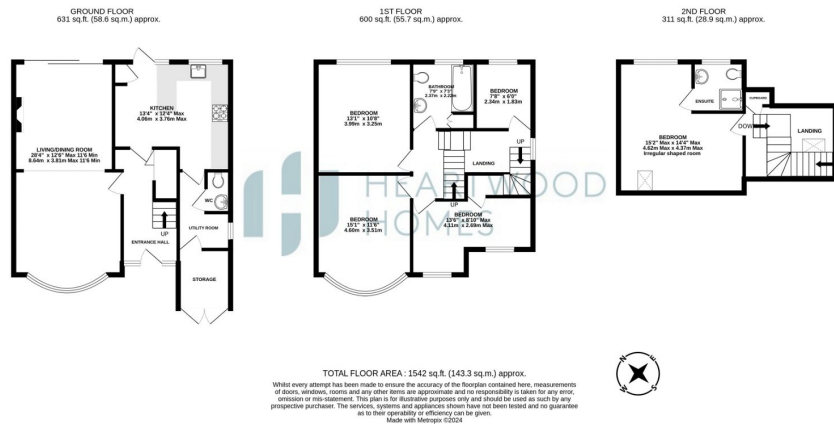 GROUND FLOOR
631 sq.ft. (58.6 sq.m.) approx.
LIVING/DINING ROOM
28'4" x 12'6" Max 11'6 Min
8.64m x 3.81m Max 11'6 Min
KITCHEN
13'4" x 12'4" Max
4.06m x 3.76m Max
WC
UTILITY ROOM
UP
ENTRANCE HALL
STORAGE
1ST FLOOR
600 sq.ft. (55.7 sq.m.) approx.
BEDROOM
13'1" x 10'8"
3.99m x 3.25m
BATHROOM
7'9" x 7'3"
2.37m x 2.22m
BEDROOM
7'8" x 6'0"
2.34m x 1.83m
UP
LANDING
UP
BEDROOM
15'1" x 11'6"
4.60m x 3.51m
BEDROOM
13'6" x 8'10" Max
4.11m x 2.69m Max
HEARTWOOD
HOMES
2ND FLOOR
311 sq.ft. (28.9 sq.m.) approx.
ENSUITE
CUPBOARD
BEDROOM
15'2" Max x 14'4" Max
4.62m Max x 4.37m Max
Irregular shaped room
DOWN
LANDING
TOTAL FLOOR AREA : 1542 sq.ft. (143.3 sq.m.) approx.
Whilst every attempt has been made to ensure the accuracy of the floorplan contained here, measurements
of doors, windows, rooms and any other items are approximate and no responsibility is taken for any error,
omission or mis-statement. This plan is for illustrative purposes only and should be used as such by any
prospective purchaser. The services, systems and appliances shown have not been tested and no guarantee
as to their operability or efficiency can be given.
Made with Metropix ©2024
N
E
W
S